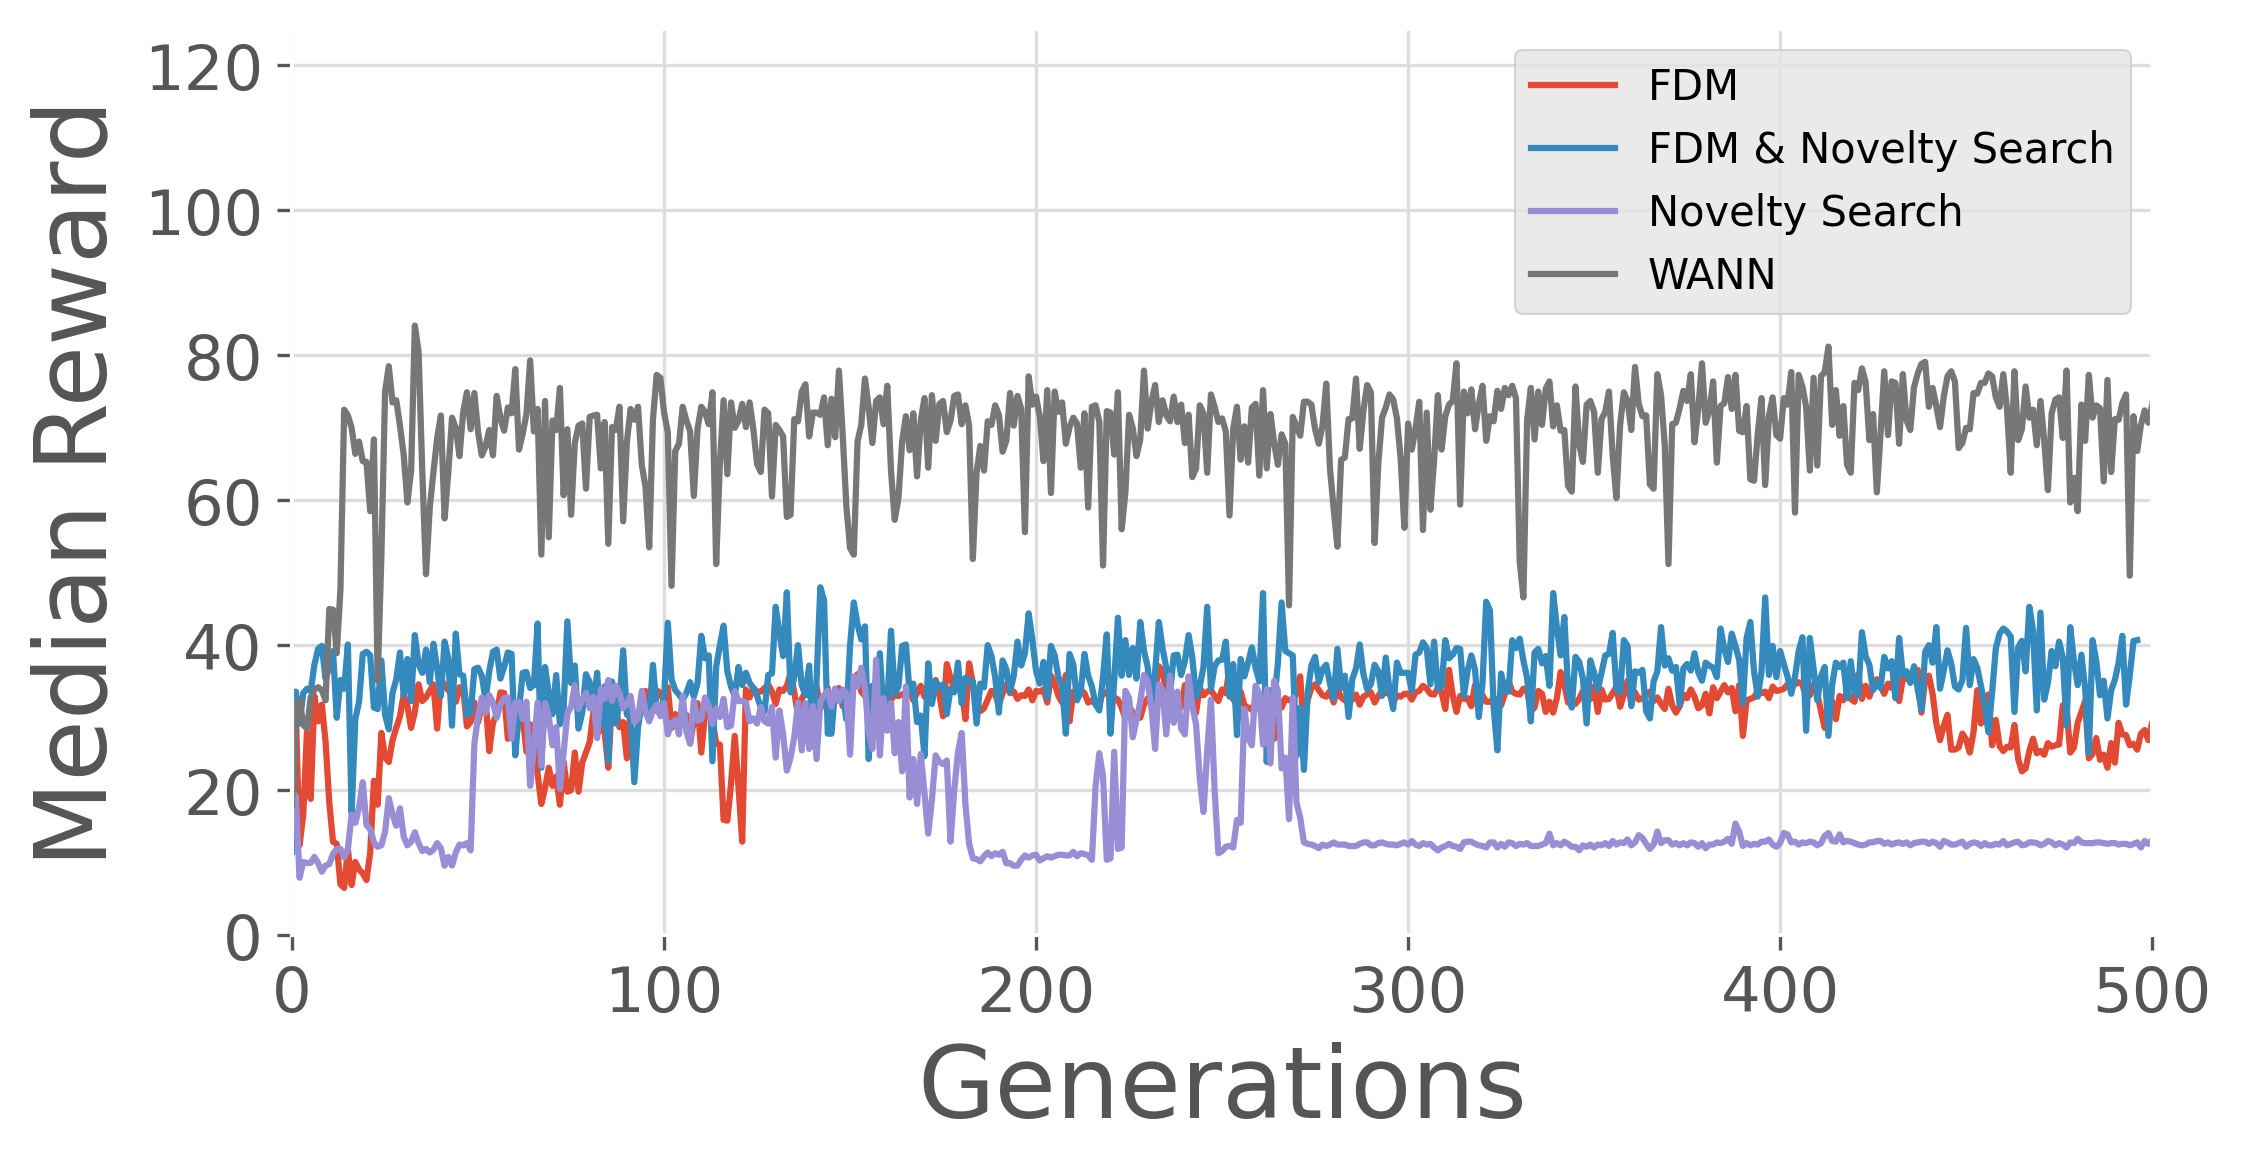 Median Reward
120
100
80
60
40
20
0
0 100 200 300 400 500
Generations
FDM
FDM & Novelty Search
Novelty Search
WANN